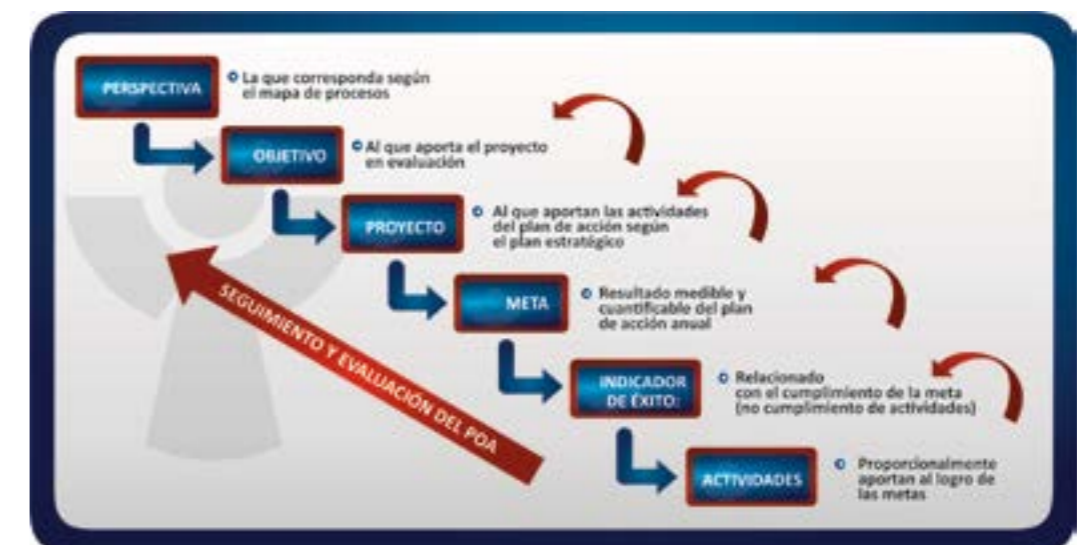 PERSPECTIVA
La que corresponda según
el mapa de procesos
OBJETIVO
Al que aporta el proyecto
en evaluación
PROYECTO
Al que aportan las actividades
del plan de acción según
el plan estratégico
META
Resultado medible y
cuantificable del plan
de acción anual
INDICADOR
DE ÉXITO:
Relacionado
con el cumplimiento de la meta
(no cumplimiento de actividades)
ACTIVIDADES
Proporcionalmente
aportan al logro de
las metas
SEGUIMIENTO Y EVALUACIÓN DEL POA